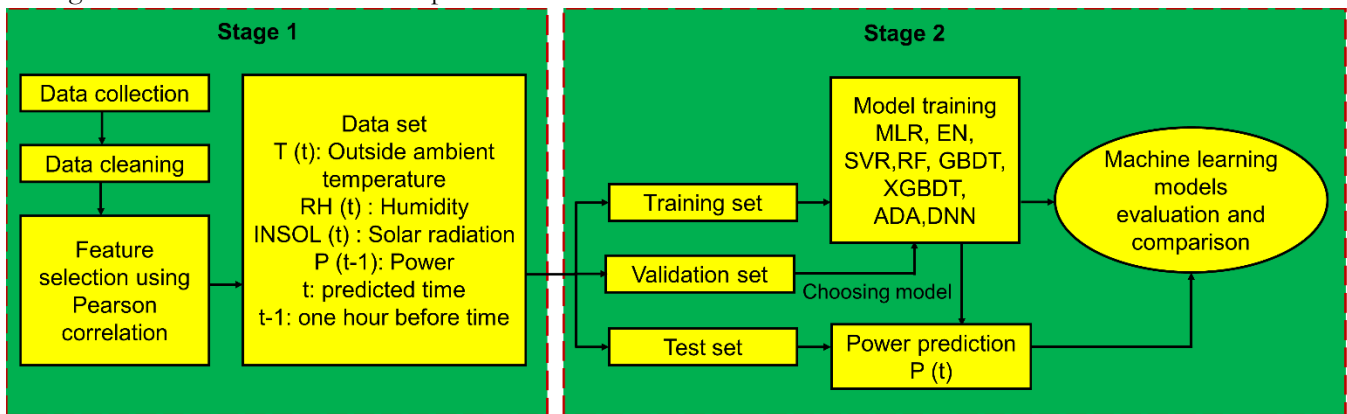 Stage 1
Data collection
Data cleaning
Feature
selection using
Pearson
correlation
Data set
T (t): Outside ambient
temperature
RH (t) : Humidity
INSOL (t) : Solar radiation
P (t-1): Power
t: predicted time
t-1: one hour before time
Stage 2
Training set
Validation set
Test set
Model training
MLR, EN,
SVR,RF, GBDT,
XGBDT,
ADA,DNN
Choosing model
Power prediction
P (t)
Machine learning
models
evaluation and
comparison